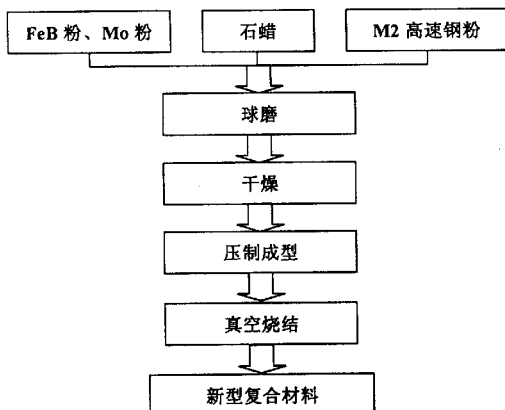 FeB 粉、Mo 粉
石蜡
M2 高速钢粉
球磨
干燥
压制成型
真空烧结
新型复合材料